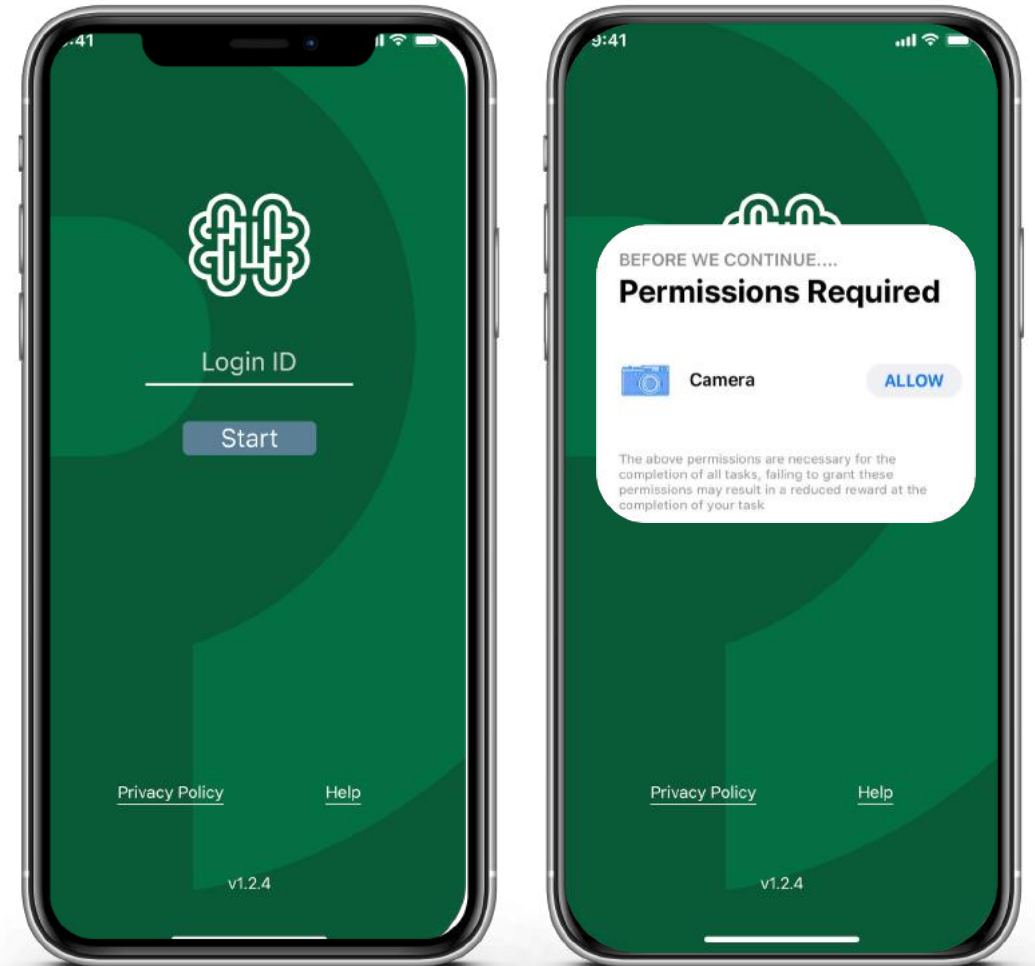 :41
Login ID
Start
Privacy Policy
Help
v1.2.4
9:41
BEFORE WE CONTINUE....
Permissions Required
Camera
ALLOW
The above permissions are necessary for the
completion of all tasks, failing to grant these
permissions may result in a reduced reward at the
completion of your task
Privacy Policy
Help
v1.2.4